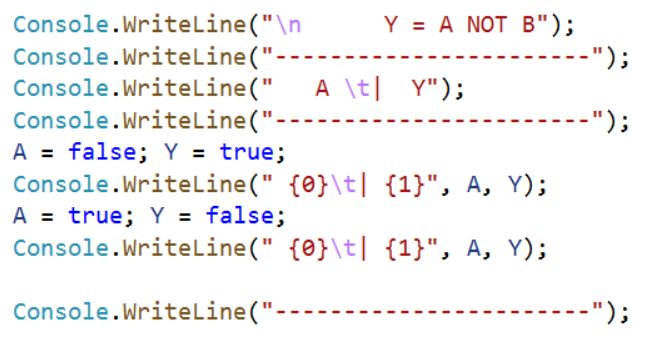 Console.WriteLine("\n      Y = A NOT B");
Console.WriteLine("-----------------------");
Console.WriteLine("   A \t|  Y");
Console.WriteLine("-----------------------");
A = false; Y = true;
Console.WriteLine(" {0}\t| {1}", A, Y);
A = true; Y = false;
Console.WriteLine(" {0}\t| {1}", A, Y);
Console.WriteLine("-----------------------");